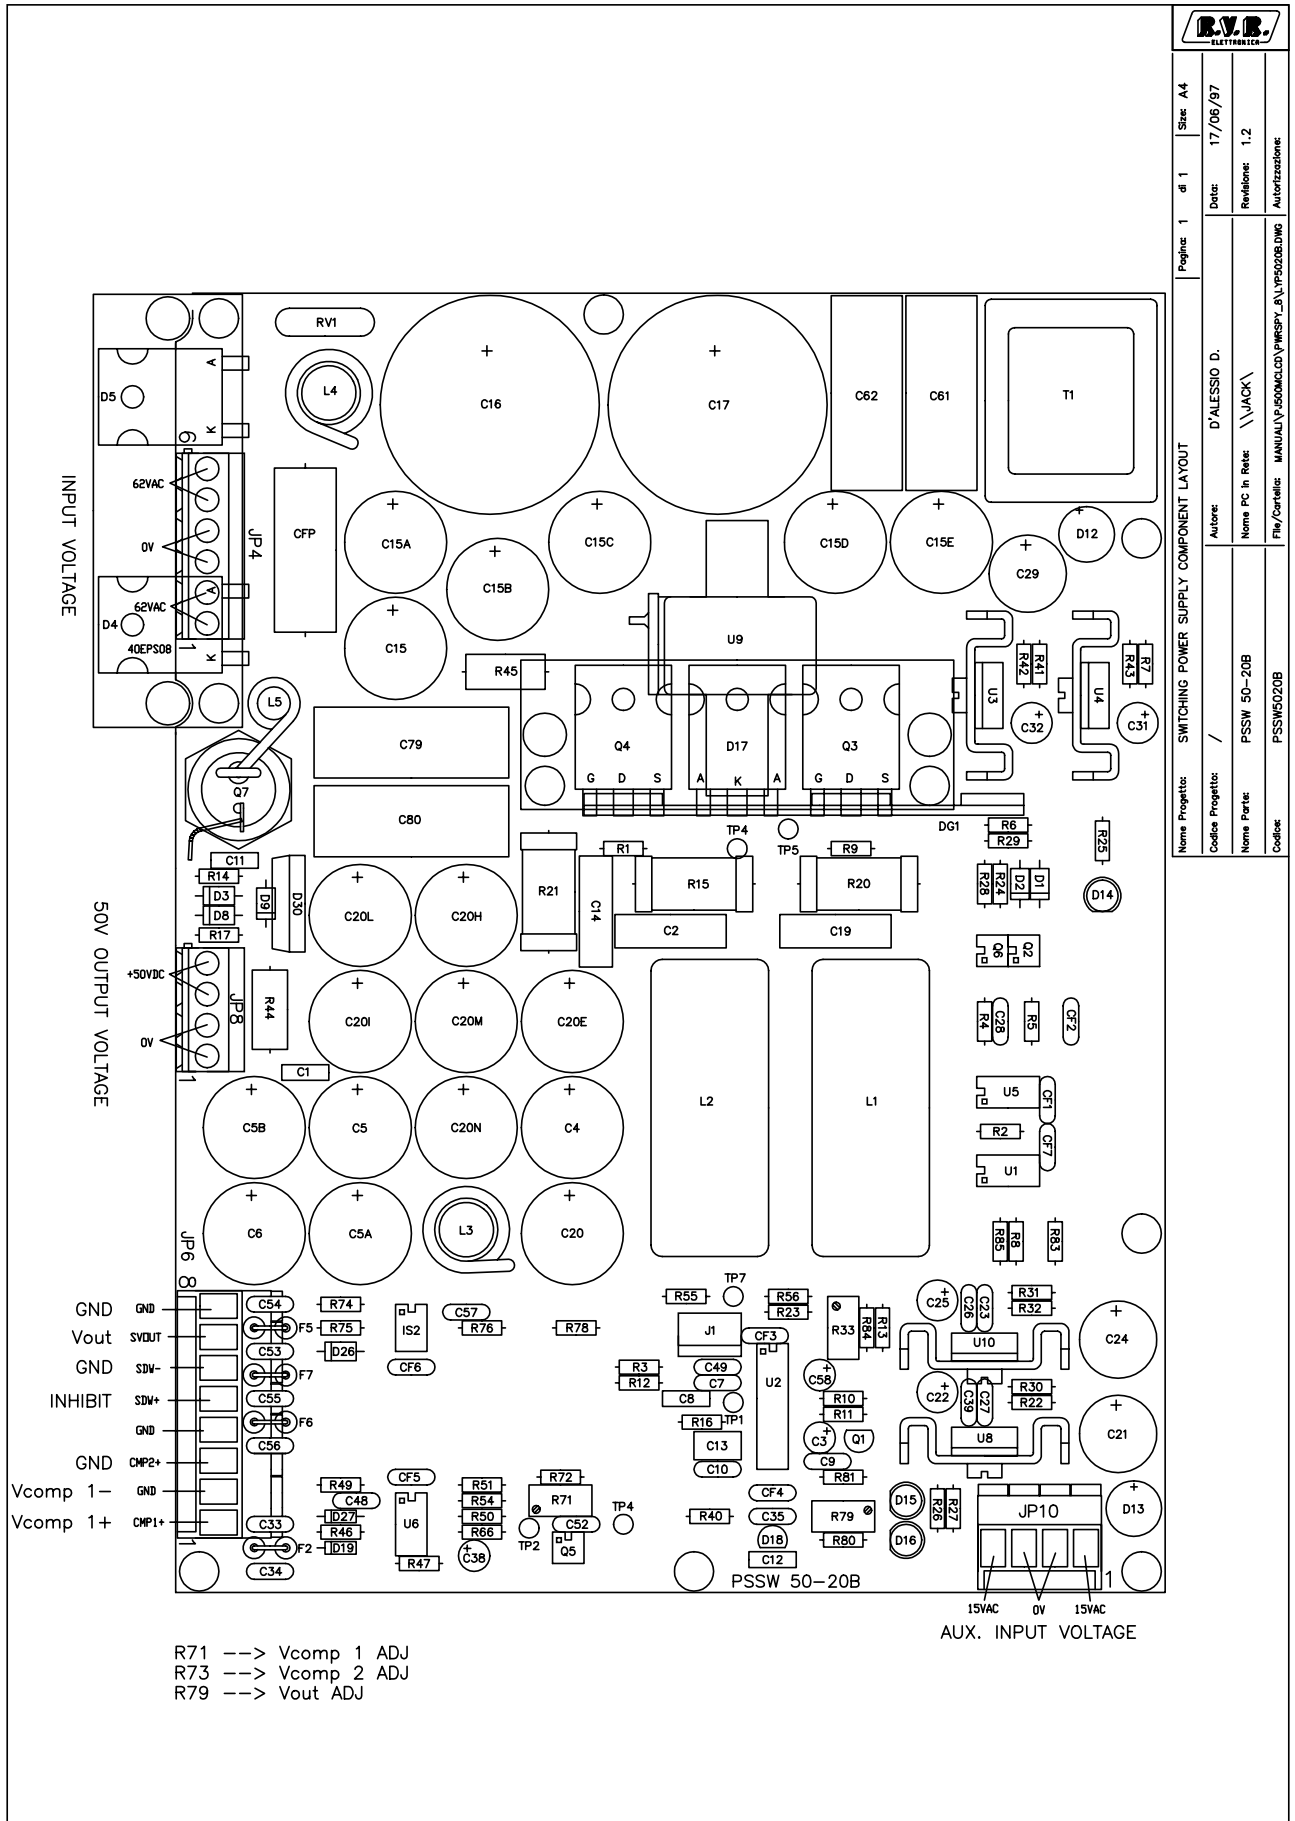 R.V.R.
ELETTRONICA
Nome Progetto: SWITCHING POWER SUPPLY COMPONENT LAYOUT
Pagina: 1 di 1
Size: A4
Codice Progetto: /
Autore: D'ALESSIO D.
Data: 17/06/97
Nome Parte: PSSW 50-20B
Nome PC in Rete: \\JACK\
Revisione: 1.2
Codice: PSSW5020B
File/Cartella: MANUALI\PJ500MCLCD\PWRSPY_B\LYP5020B.DWG
Autorizzazione:
RV1
L4
C16
C17
C62
C61
T1
D5
A
K
6
62VAC
0V
62VAC
JP4
INPUT VOLTAGE
D4
A
40EPS08
K
1
CFP
C15A
C15B
C15C
C15D
C15E
D12
C29
C15
U9
R45
R42
R41
R43
R7
U3
U4
C32
C31
L5
Q7
C79
C80
Q4
D17
Q3
G D S
A K A
G D S
DG1
TP4
TP5
R6
R29
R25
R1
R9
C11
R14
D3
D8
R17
D9
D30
C20L
C20H
R21
C14
R15
R20
C2
C19
R28
R24
D2
D1
D14
Q6
Q2
+50VDC
0V
JP8
1
50V OUTPUT VOLTAGE
R44
C20I
C20M
C20E
C1
R4
C28
R5
CF2
C5B
C5
C20N
C4
L2
L1
U5
CF1
R2
CF7
U1
C6
C5A
L3
C20
R85
R8
R83
JP6
8
GND GND
Vout SVOUT
GND SDW-
INHIBIT SDW+
GND
GND CMP2+
Vcomp 1- GND
Vcomp 1+ CMP1+
1
C54
F5
C53
F7
C55
F6
C56
C33
F2
C34
R74
R75
D26
IS2
C57
R76
R78
CF6
R49
C48
D27
R46
D19
CF5
U6
R47
R51
R54
R50
R66
C38
R72
R71
C52
TP2
Q5
TP4
R55
TP7
R56
R23
J1
CF3
R33
R84
R13
R3
R12
C49
C7
C8
TP1
U2
C58
R10
R11
R16
C13
C10
C3
Q1
C9
R81
CF4
R40
C35
D18
C12
R79
R80
D15
D16
R26
R27
C25
C26
C23
R31
R32
U10
C24
C22
C39
C27
R30
R22
U8
C21
JP10
D13
1
PSSW 50-20B
15VAC
0V
15VAC
AUX. INPUT VOLTAGE
R71 --> Vcomp 1 ADJ
R73 --> Vcomp 2 ADJ
R79 --> Vout ADJ